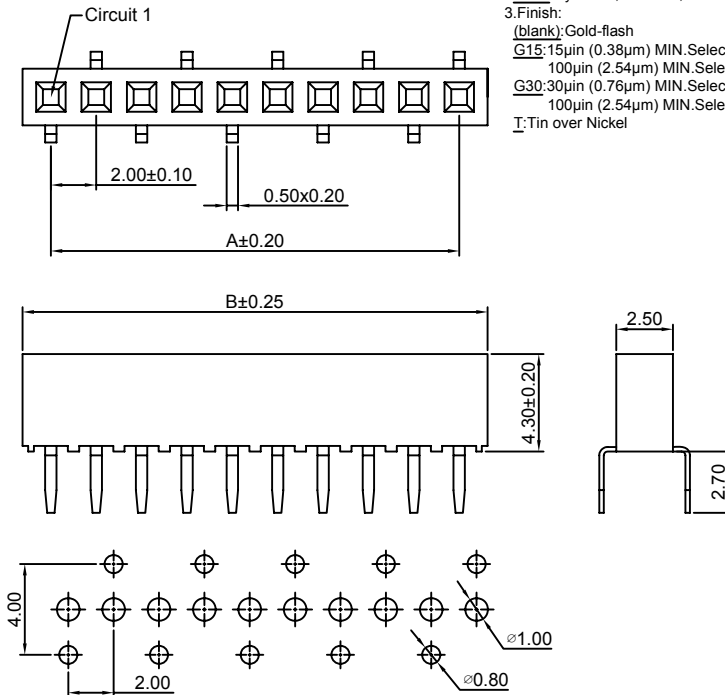 Circuit 1
3.Finish:
(blank):Gold-flash
G15:15µin (0.38µm) MIN.Selec
100µin (2.54µm) MIN.Sele
G30:30µin (0.76µm) MIN.Selec
100µin (2.54µm) MIN.Sele
T:Tin over Nickel
2.00±0.10
0.50x0.20
A±0.20
B±0.25
2.50
4.30±0.20
2.70
4.00
⌀1.00
2.00
⌀0.80